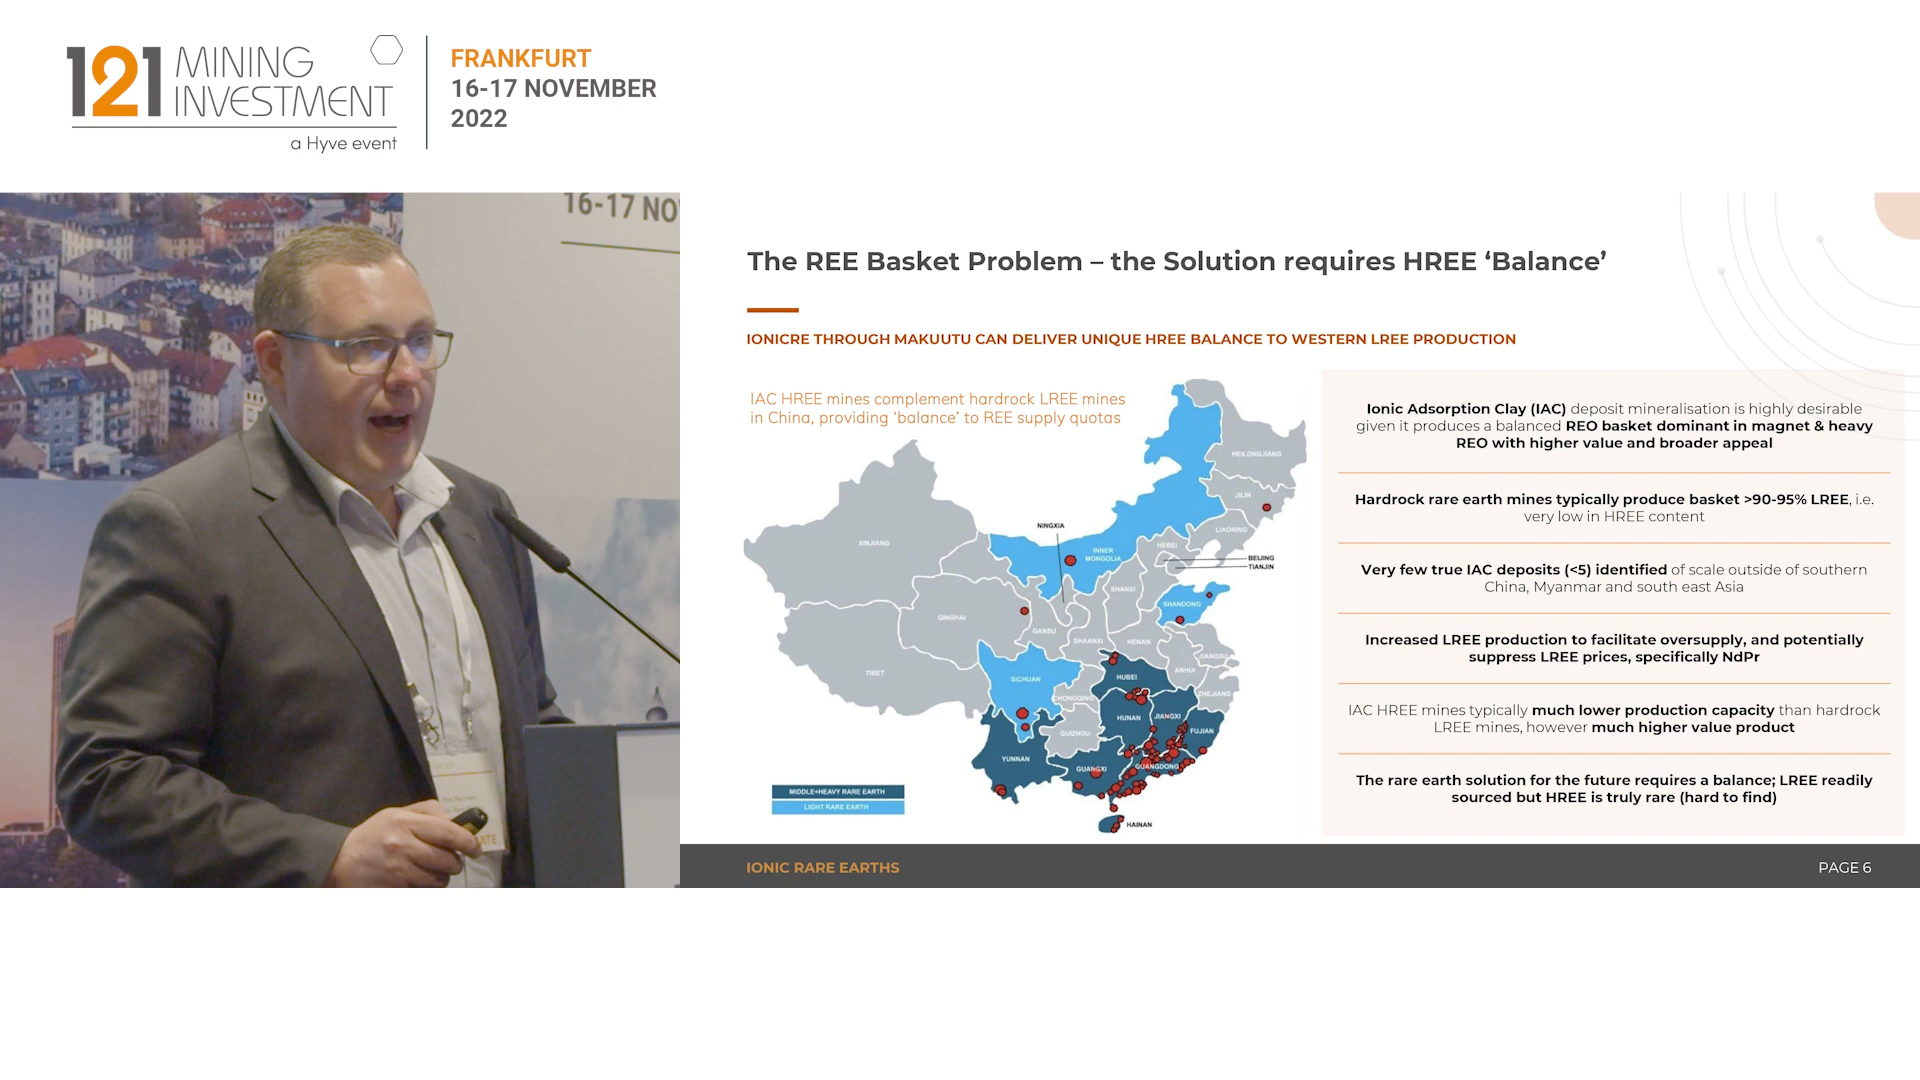 121 MINING
INVESTMENT
a Hyve event
FRANKFURT
16-17 NOVEMBER
2022
16-17 NO
ATE
The REE Basket Problem – the Solution requires HREE ‘Balance’
IONICRE THROUGH MAKUUTU CAN DELIVER UNIQUE HREE BALANCE TO WESTERN LREE PRODUCTION
IAC HREE mines complement hardrock LREE mines
in China, providing ‘balance’ to REE supply quotas
HEILONGJIANG
JILIN
LIAONING
NINGXIA
XINJIANG
INNER
MONGOLIA
HEBEI
BEIJING
TIANJIN
SHANXI
SHANDONG
QINGHAI
GANSU
SHAANXI
HENAN
JIANGSU
TIBET
SICHUAN
CHONGQING
HUBEI
ANHUI
ZHEJIANG
HUNAN
JIANGXI
FUJIAN
GUIZHOU
YUNNAN
GUANGXI
GUANGDONG
HAINAN
MIDDLE+HEAVY RARE EARTH
LIGHT RARE EARTH
Ionic Adsorption Clay (IAC) deposit mineralisation is highly desirable
given it produces a balanced REO basket dominant in magnet & heavy
REO with higher value and broader appeal
Hardrock rare earth mines typically produce basket >90-95% LREE, i.e.
very low in HREE content
Very few true IAC deposits (<5) identified of scale outside of southern
China, Myanmar and south east Asia
Increased LREE production to facilitate oversupply, and potentially
suppress LREE prices, specifically NdPr
IAC HREE mines typically much lower production capacity than hardrock
LREE mines, however much higher value product
The rare earth solution for the future requires a balance; LREE readily
sourced but HREE is truly rare (hard to find)
IONIC RARE EARTHS
PAGE 6